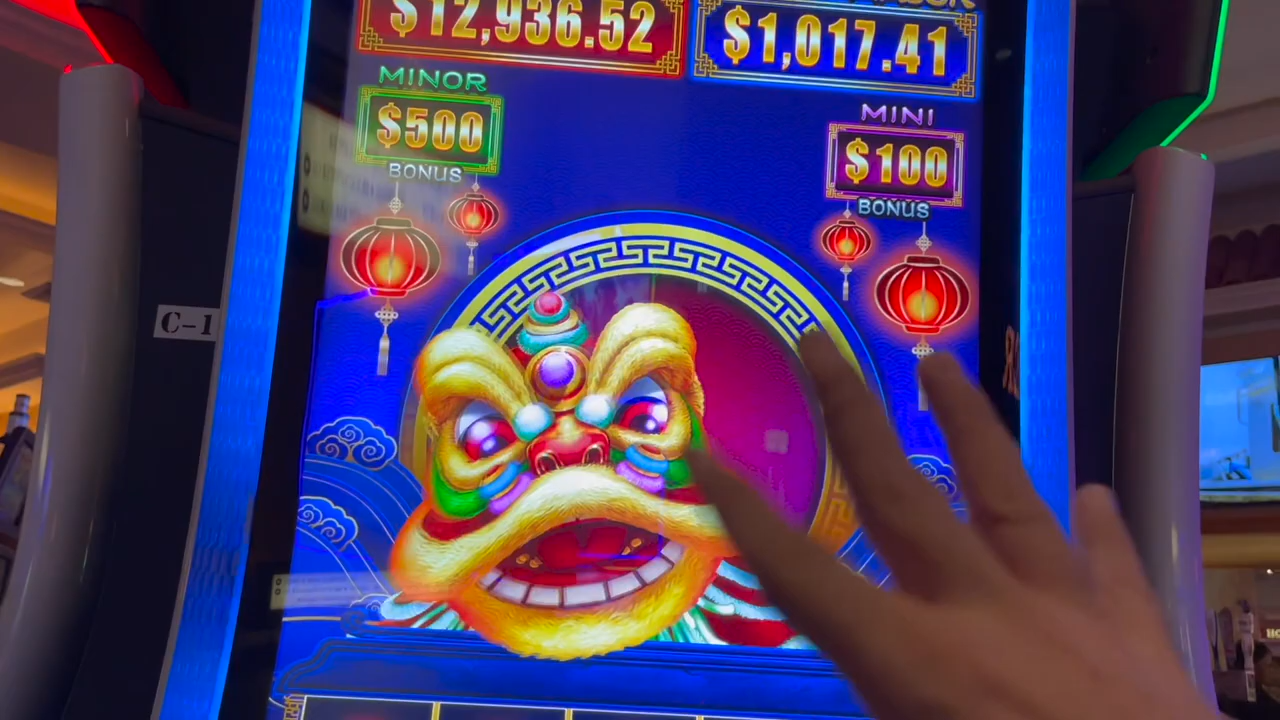 $12,936.52
$1,017.41
MINOR
$500
BONUS
MINI
$100
BONUS
C-1